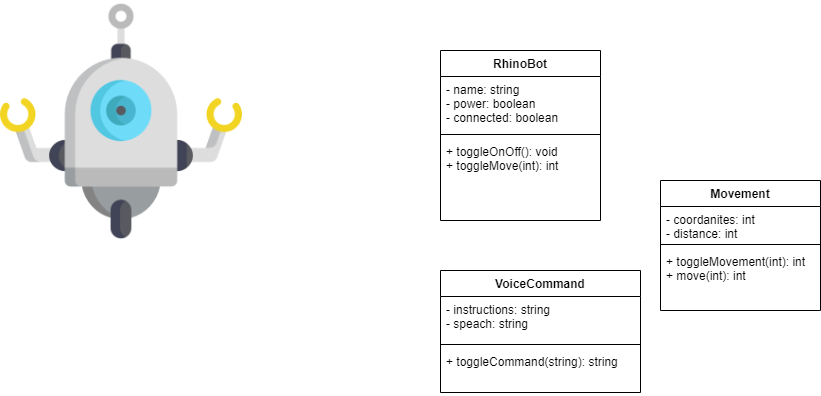 RhinoBot
- name: string
- power: boolean
- connected: boolean
+ toggleOnOff(): void
+ toggleMove(int): int
Movement
- coordanites: int
- distance: int
+ toggleMovement(int): int
+ move(int): int
VoiceCommand
- instructions: string
- speach: string
+ toggleCommand(string): string